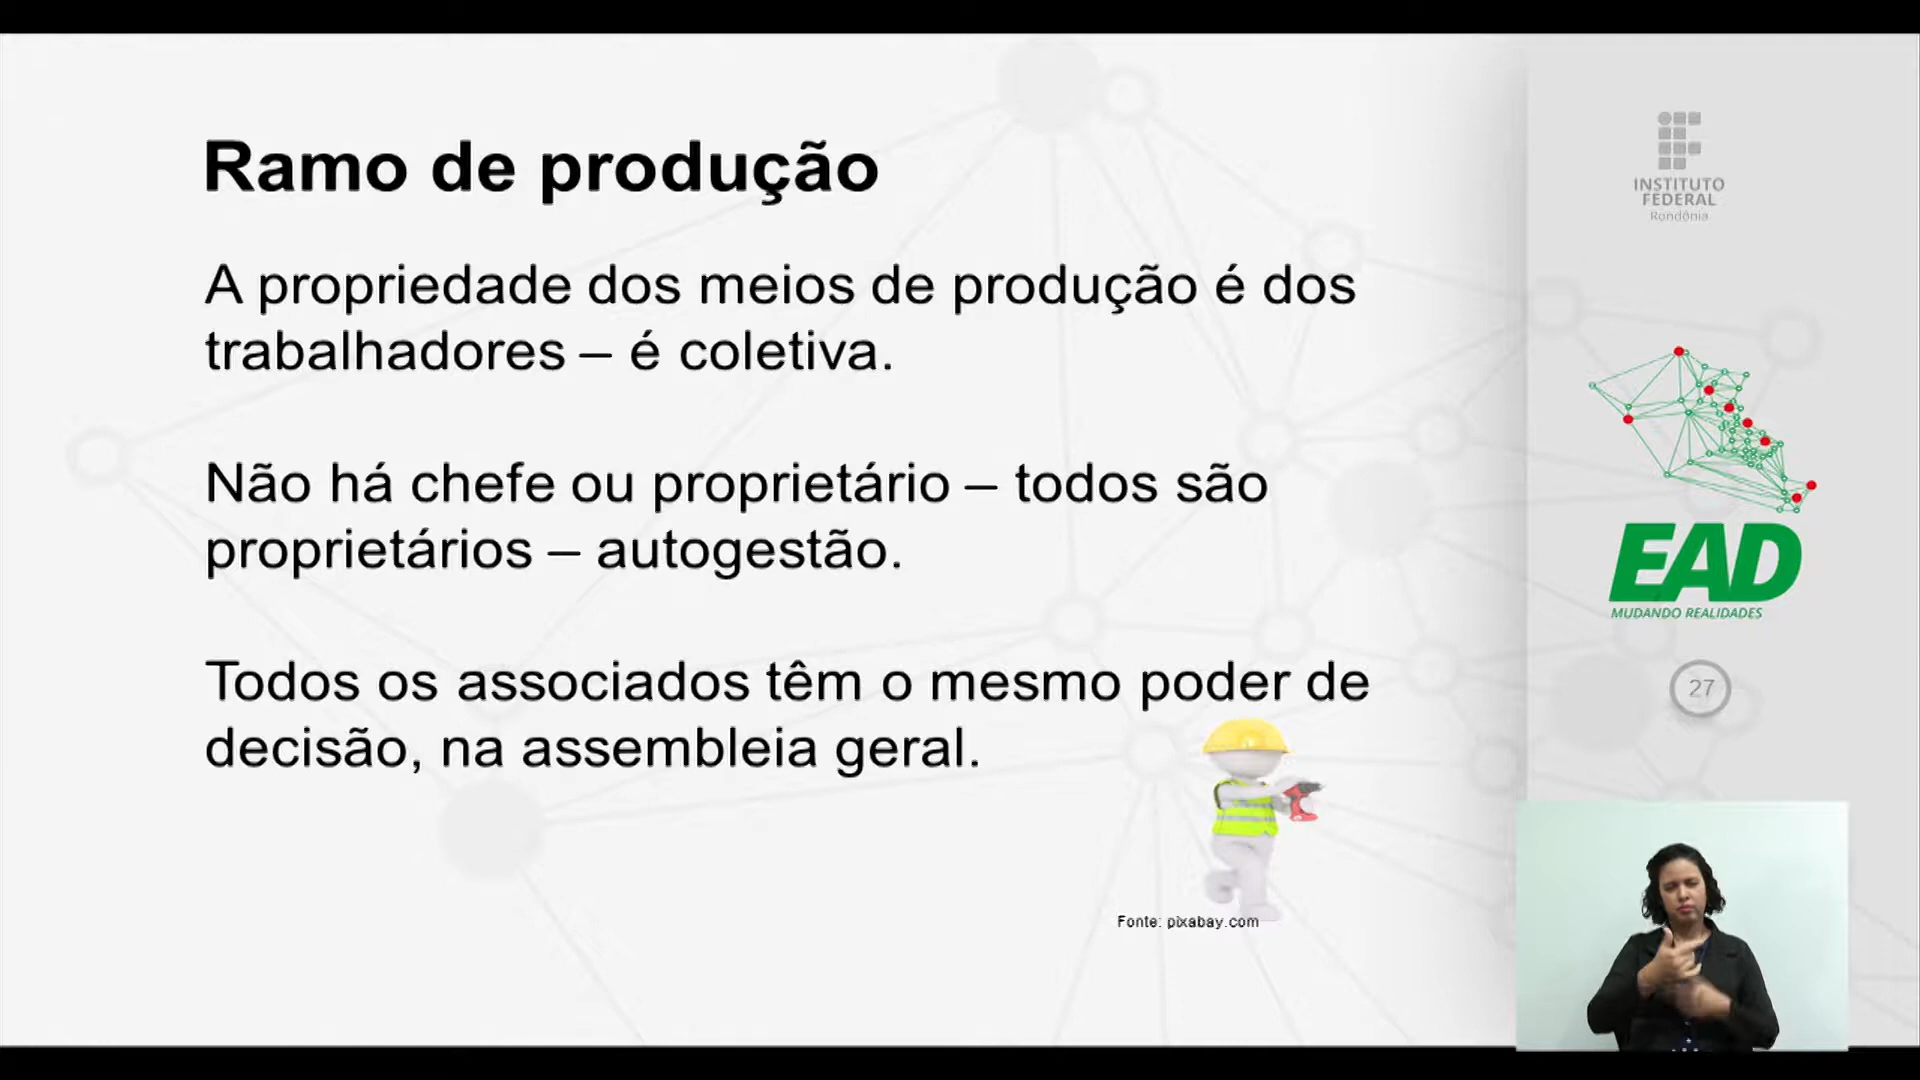 Ramo de produção
A propriedade dos meios de produção é dos
trabalhadores – é coletiva.
Não há chefe ou proprietário – todos são
proprietários – autogestão.
Todos os associados têm o mesmo poder de
decisão, na assembleia geral.
Fonte: pixabay.com
INSTITUTO
FEDERAL
Rondônia
EAD
MUDANDO REALIDADES
27